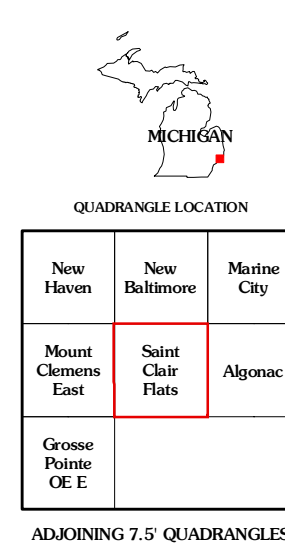 MICHIGAN
QUADRANGLE LOCATION
New
Haven
New
Baltimore
Marine
City
Mount
Clemens
East
Saint
Clair
Flats
Algonac
Grosse
Pointe
OE E
ADJOINING 7.5' QUADRANGLES